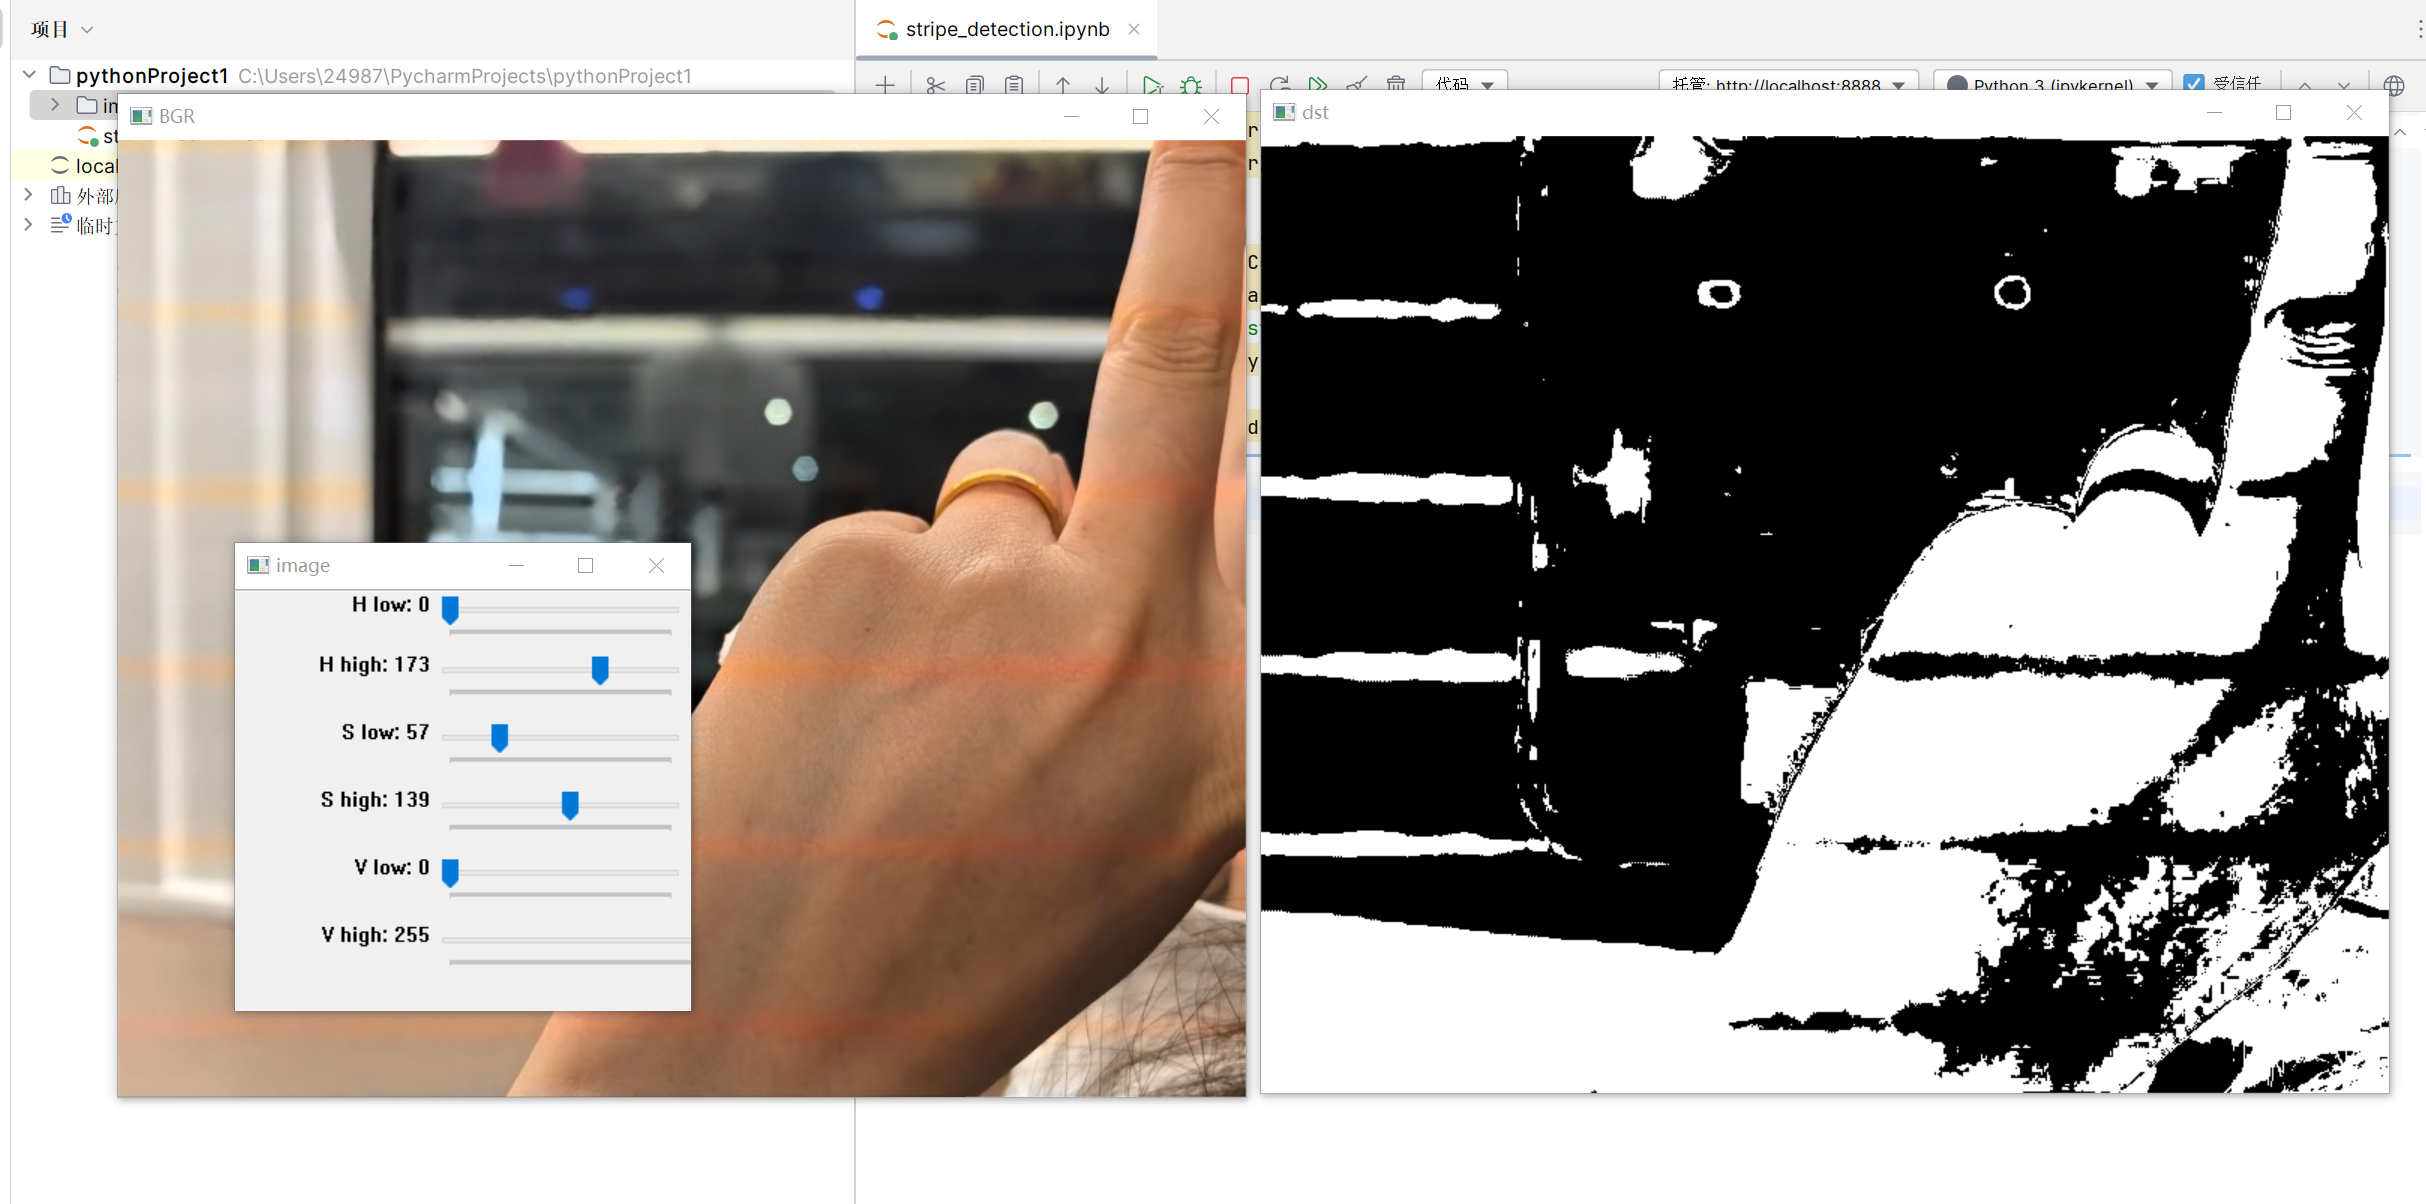 项目
stripe_detection.ipynb
pythonProject1 C:\Users\24987\PycharmProjects\pythonProject1
代码
托管: http://localhost:8888
Python 3 (ipykernel)
受信任
im
BGR
dst
st
local
外部
临时
r
r
C
a
s
y
d
image
H low: 0
H high: 173
S low: 57
S high: 139
V low: 0
V high: 255